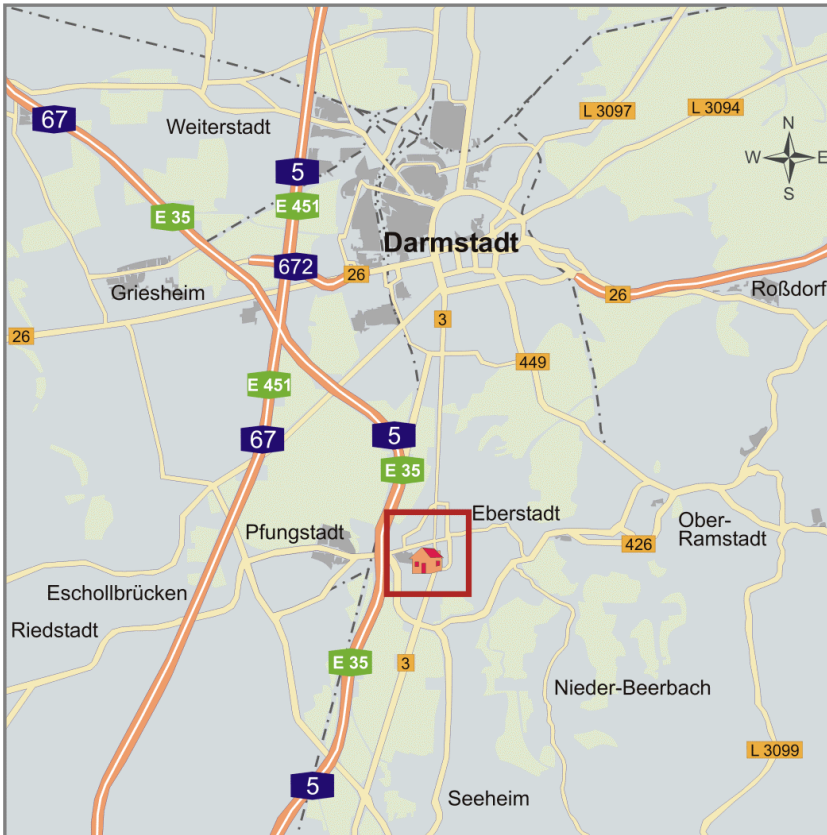 67
Weiterstadt
5
E 35
E 451
L 3097
L 3094
N
W
E
S
Darmstadt
672
26
Griesheim
26
3
26
Roßdorf
449
E 451
67
5
E 35
Pfungstadt
Eberstadt
Ober-
Ramstadt
426
Eschollbrücken
Riedstadt
E 35
3
Nieder-Beerbach
L 3099
5
Seeheim